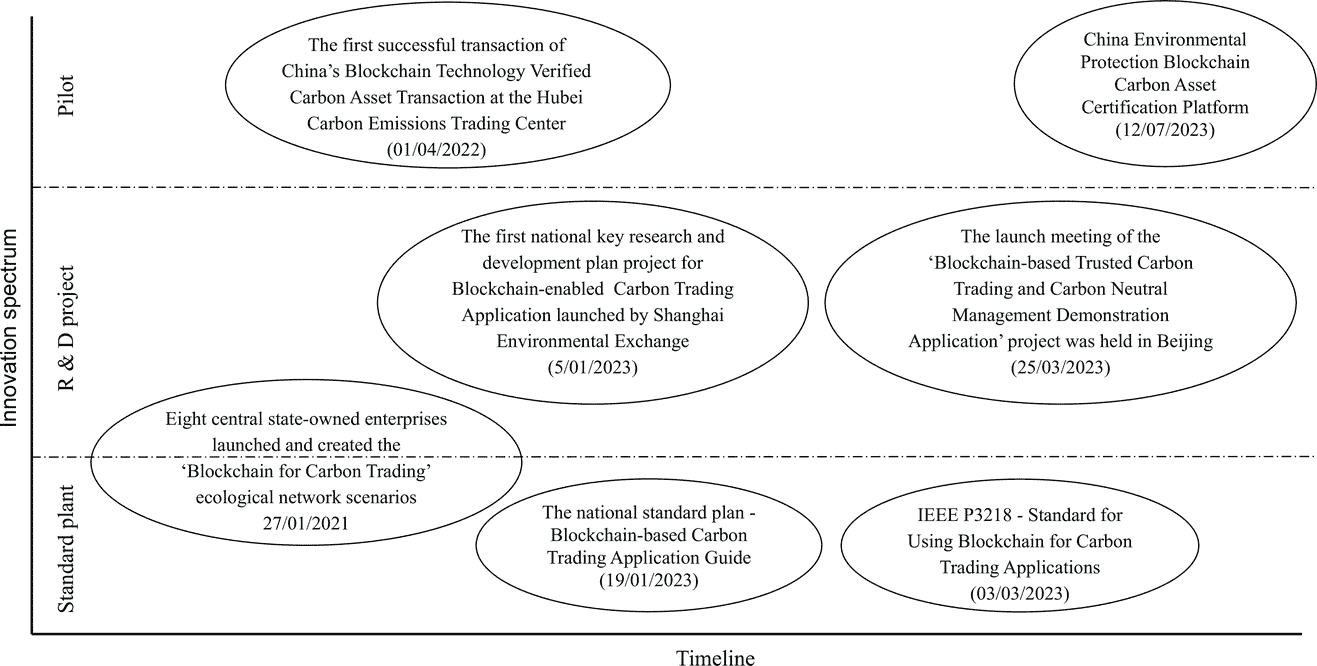 Innovation spectrum
Pilot
The first successful transaction of
China's Blockchain Technology Verified
Carbon Asset Transaction at the Hubei
Carbon Emissions Trading Center
(01/04/2022)
China Environmental
Protection Blockchain
Carbon Asset
Certification Platform
(12/07/2023)
R & D project
The first national key research and
development plan project for
Blockchain-enabled Carbon Trading
Application launched by Shanghai
Environmental Exchange
(5/01/2023)
The launch meeting of the
‘Blockchain-based Trusted Carbon
Trading and Carbon Neutral
Management Demonstration
Application’ project was held in Beijing
(25/03/2023)
Eight central state-owned enterprises
launched and created the
‘Blockchain for Carbon Trading’
ecological network scenarios
27/01/2021
Standard plant
The national standard plan -
Blockchain-based Carbon
Trading Application Guide
(19/01/2023)
IEEE P3218 - Standard for
Using Blockchain for Carbon
Trading Applications
(03/03/2023)
Timeline